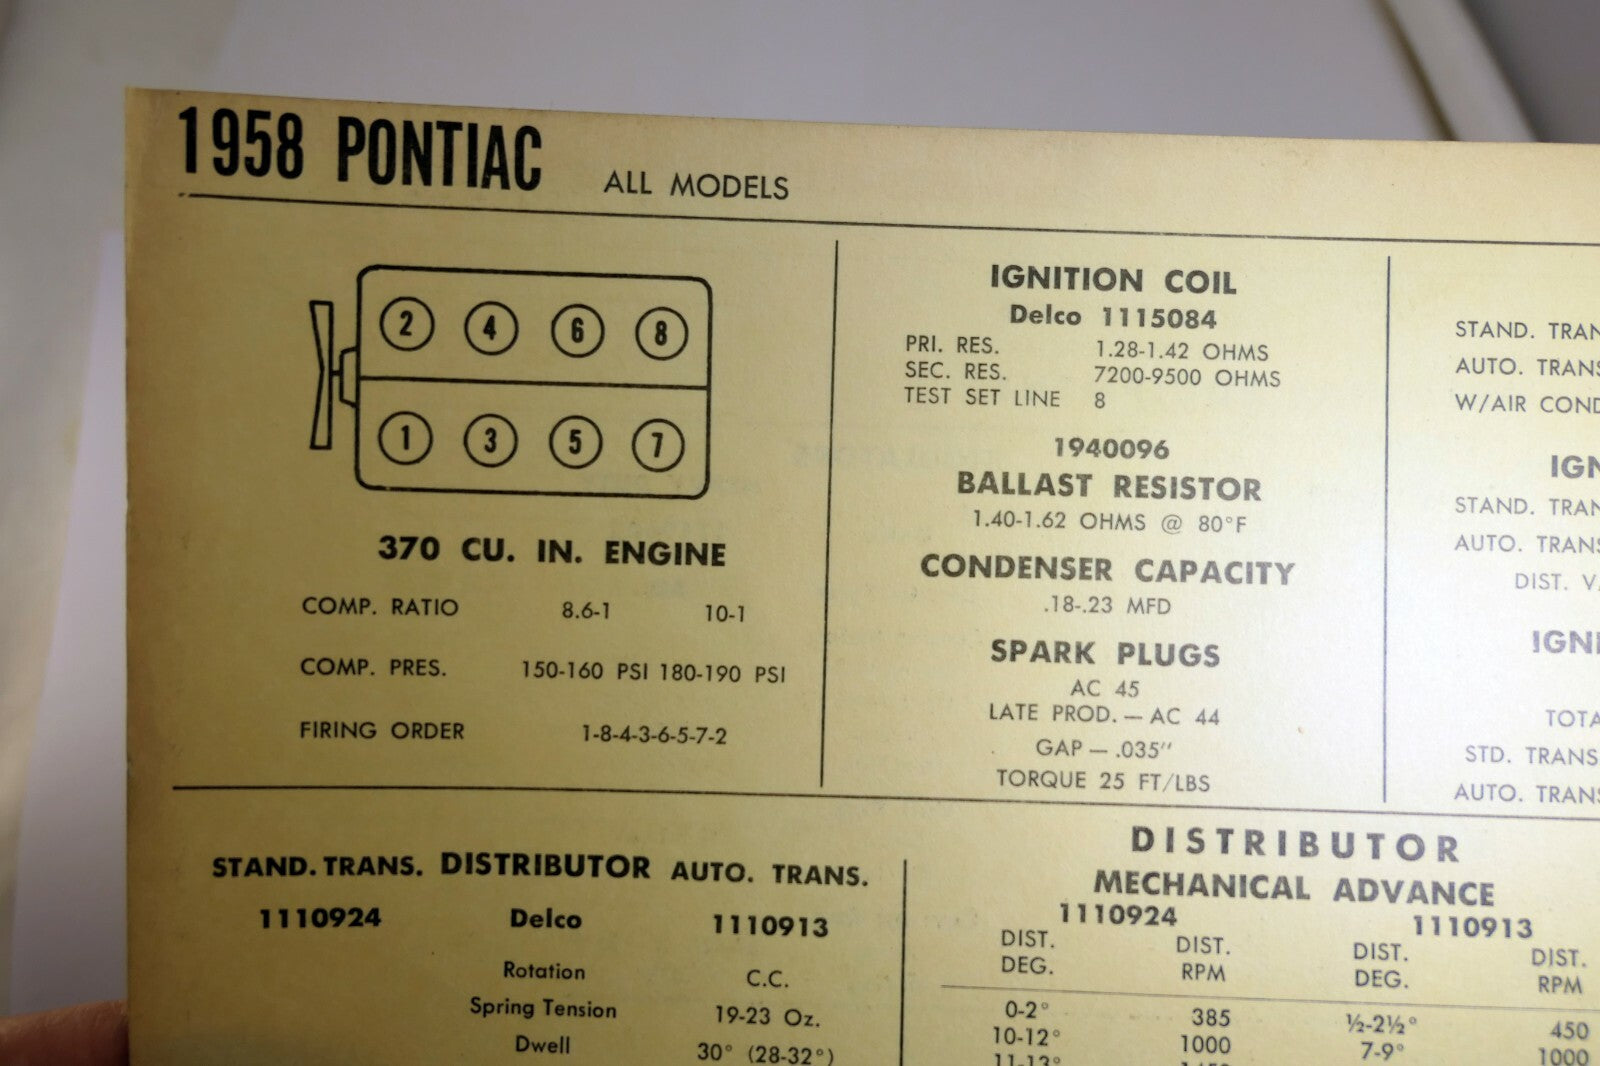 1958 PONTIAC ALL MODELS
2 4 6 8
1 3 5 7
370 CU. IN. ENGINE
COMP. RATIO 8.6-1 10-1
COMP. PRES. 150-160 PSI 180-190 PSI
FIRING ORDER 1-8-4-3-6-5-7-2
IGNITION COIL
Delco 1115084
PRI. RES. 1.28-1.42 OHMS
SEC. RES. 7200-9500 OHMS
TEST SET LINE 8
1940096
BALLAST RESISTOR
1.40-1.62 OHMS @ 80°F
CONDENSER CAPACITY
.18-.23 MFD
SPARK PLUGS
AC 45
LATE PROD. — AC 44
GAP — .035"
TORQUE 25 FT/LBS
STAND.
AUTO.
W/AIR
STAND.
AUTO.
DIST.
STD. TRANS
AUTO.
STAND. TRANS. DISTRIBUTOR AUTO. TRANS.
1110924 Delco 1110913
Rotation C.C.
Spring Tension 19-23 Oz.
Dwell 30° (28-32°)
DISTRIBUTOR
MECHANICAL ADVANCE
1110924 1110913
DIST. DIST. DIST. DIST.
DEG. RPM DEG. RPM
0-2° 385 ½-2½° 450
10-12° 1000 7-9° 1000